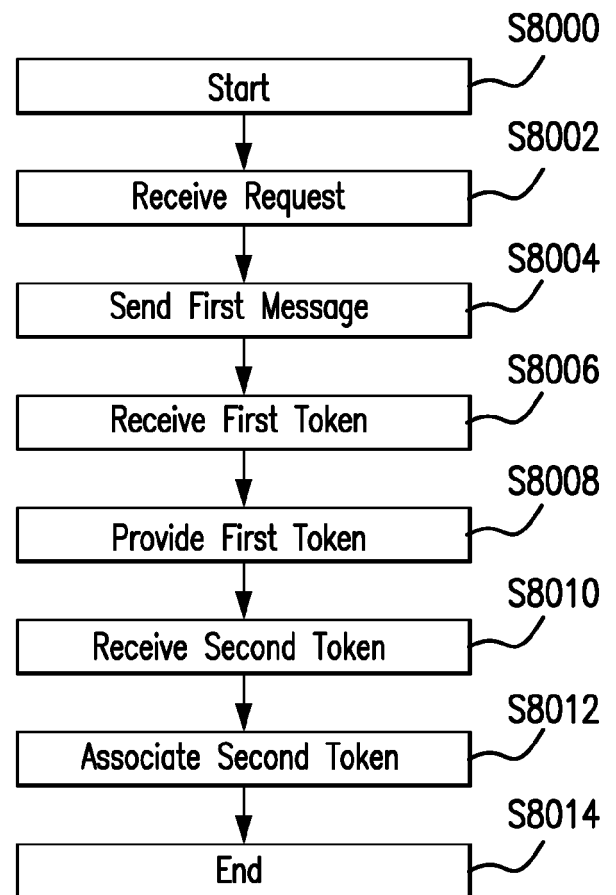 S8000
Start
S8002
Receive Request
S8004
Send First Message
S8006
Receive First Token
S8008
Provide First Token
S8010
Receive Second Token
S8012
Associate Second Token
S8014
End